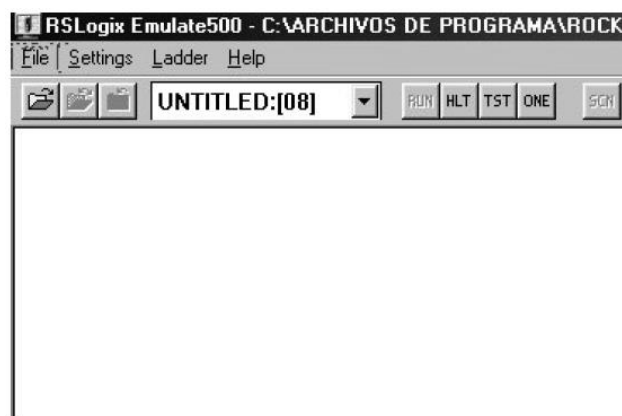 RSLogix Emulate500 - C:\ARCHIVOS DE PROGRAMA\ROCK
File Settings Ladder Help
UNTITLED:[08] RUN HLT TST ONE SCN